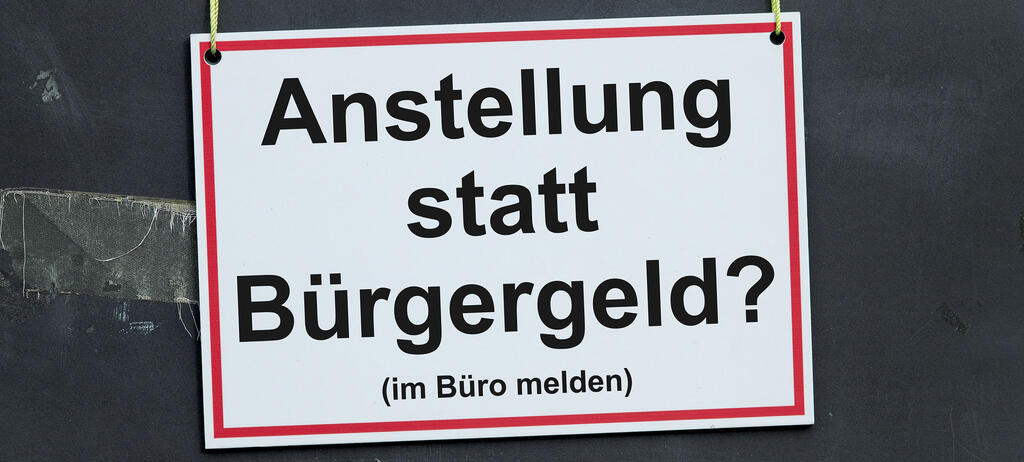 Anstellung
statt
Bürgergeld?
(im Büro melden)